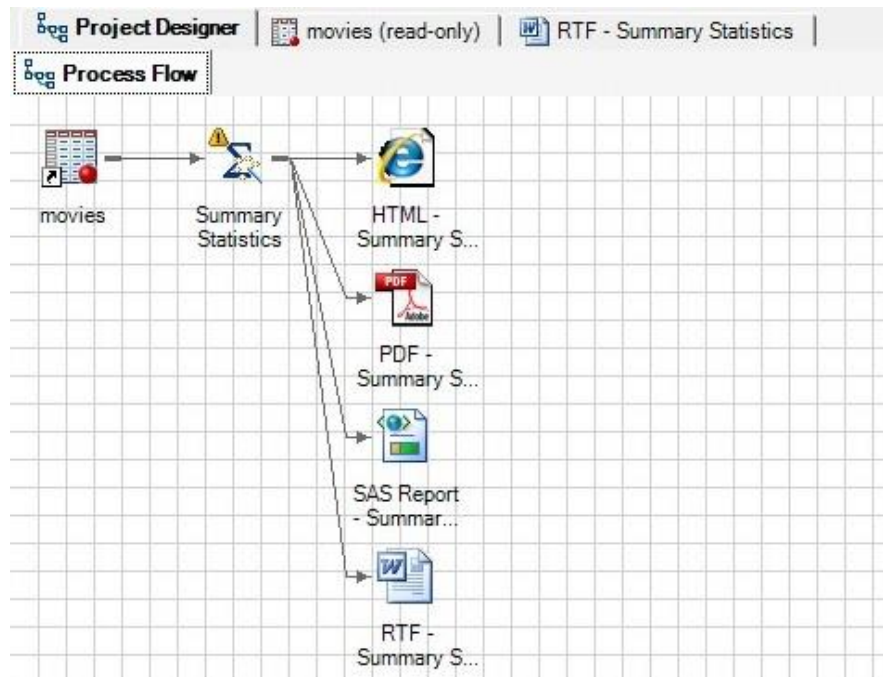 Project Designer
movies (read-only)
RTF - Summary Statistics
Process Flow
movies
Summary
Statistics
HTML -
Summary S...
PDF
Adobe
PDF -
Summary S...
SAS Report
- Summar...
W
RTF -
Summary S...